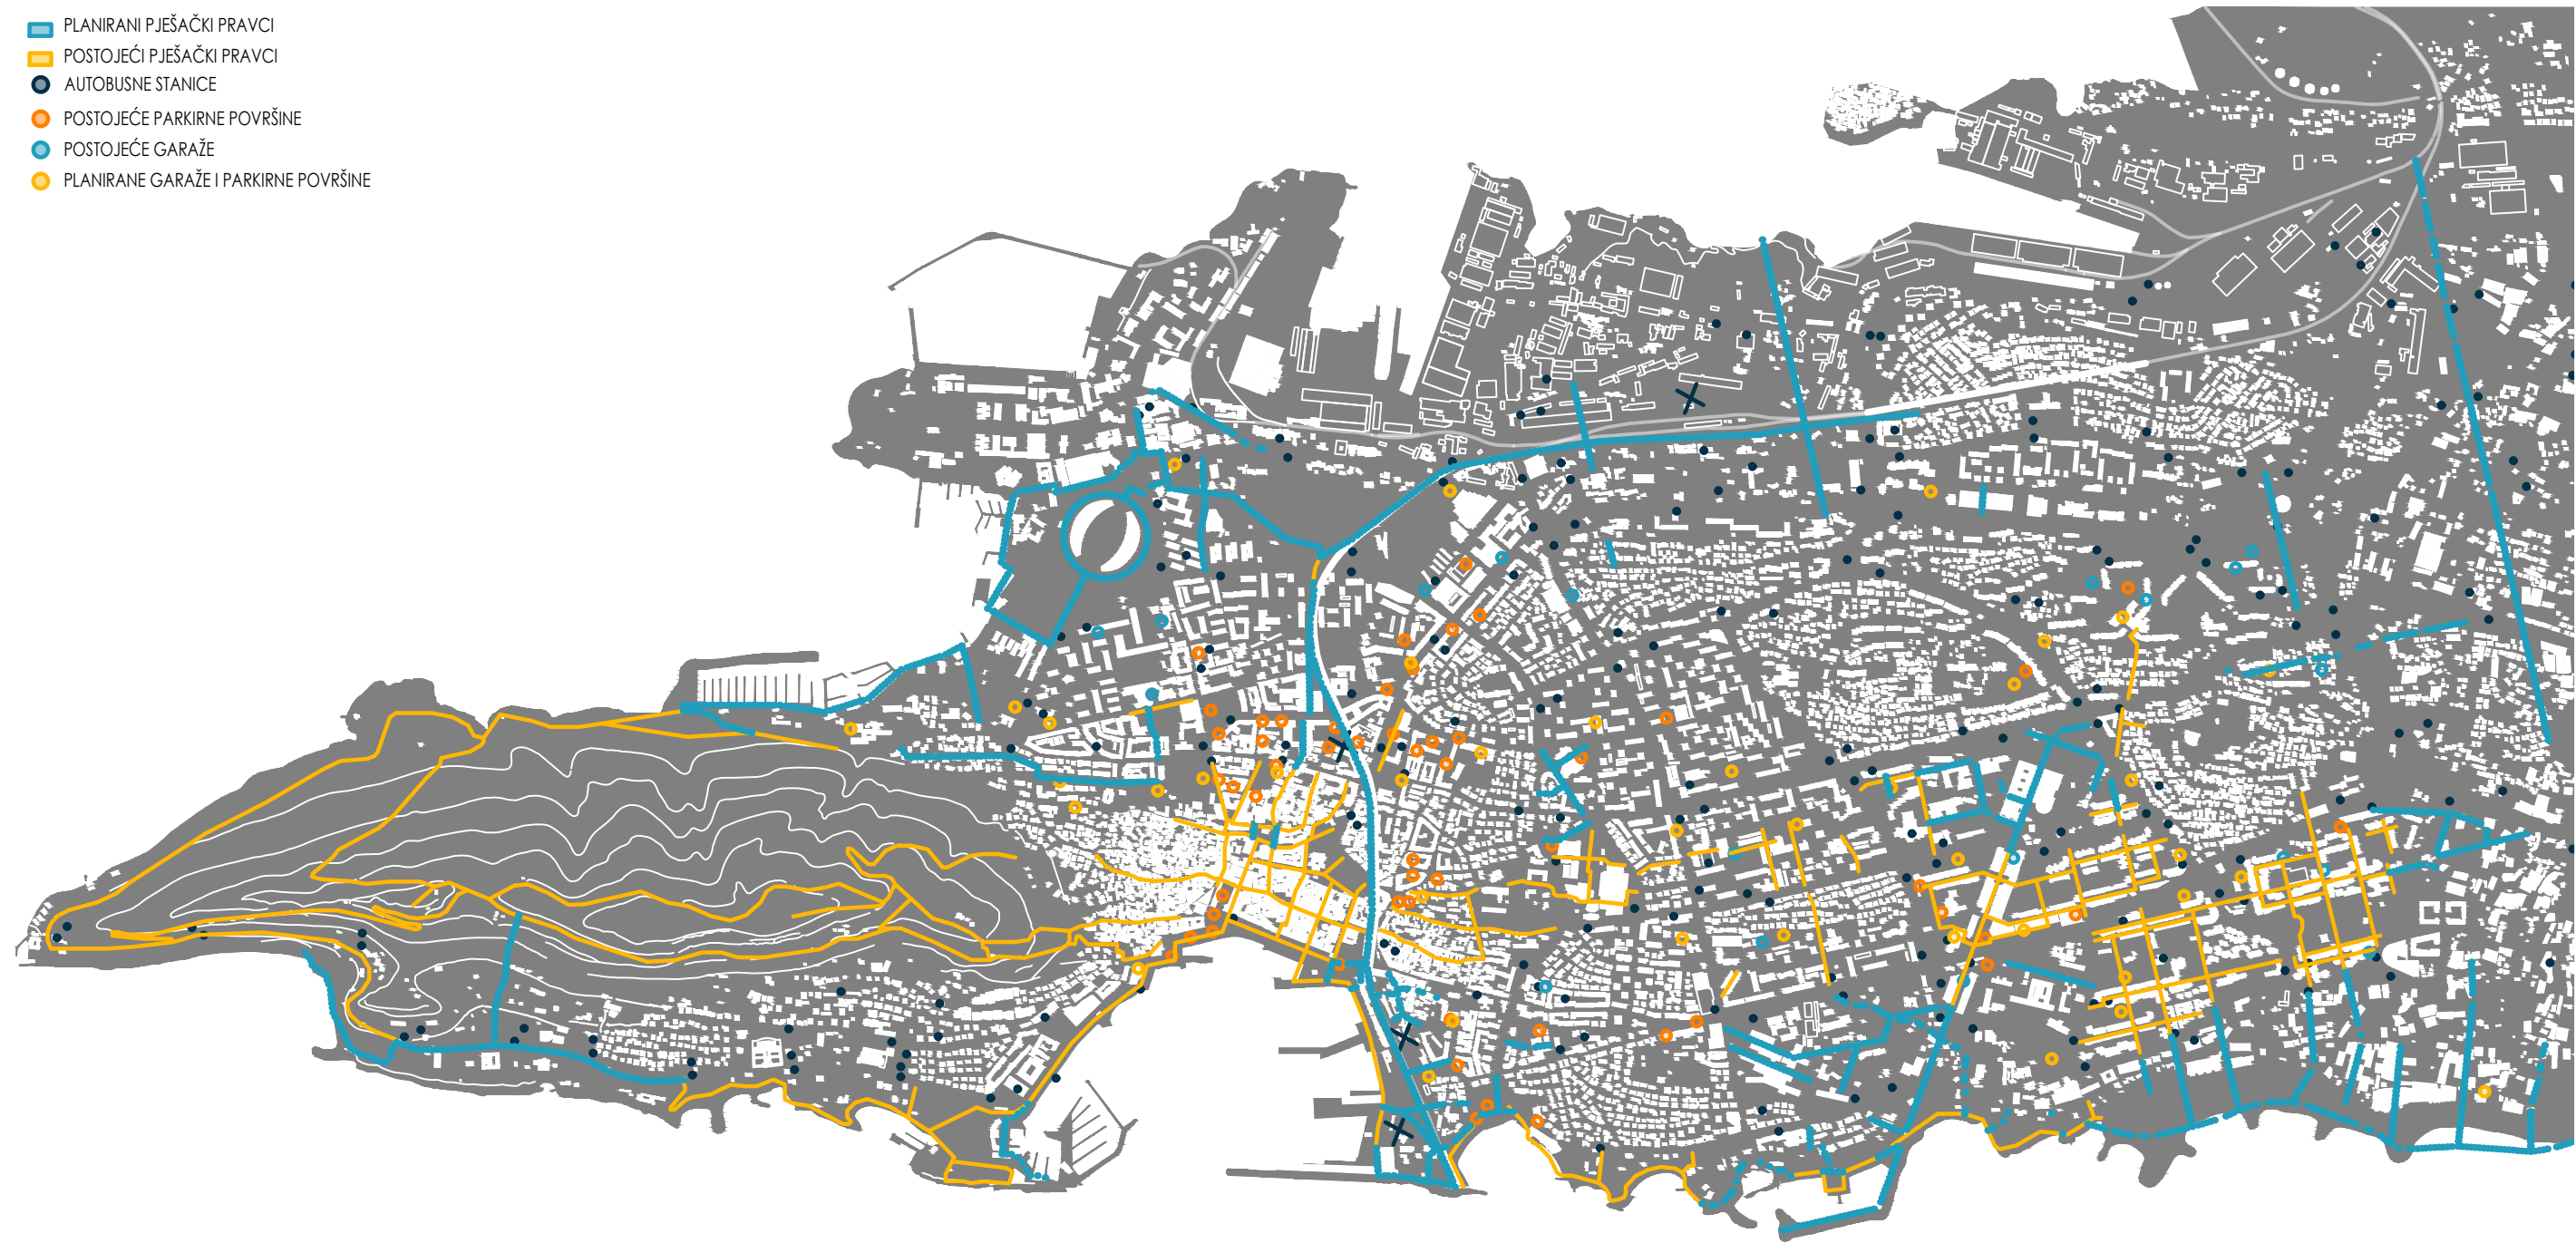 PLANIRANI PJEŠAČKI PRAVCI
POSTOJEĆI PJEŠAČKI PRAVCI
AUTOBUSNE STANICE
POSTOJEĆE PARKIRNE POVRŠINE
POSTOJEĆE GARAŽE
PLANIRANE GARAŽE I PARKIRNE POVRŠINE